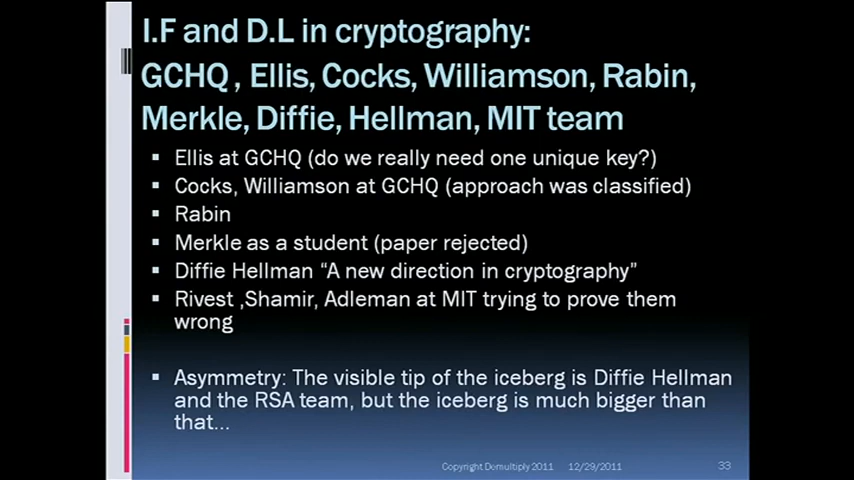 I.F and D.L in cryptography:
GCHQ , Ellis, Cocks, Williamson, Rabin,
Merkle, Diffie, Hellman, MIT team
Ellis at GCHQ (do we really need one unique key?)
Cocks, Williamson at GCHQ (approach was classified)
Rabin
Merkle as a student (paper rejected)
Diffie Hellman “A new direction in cryptography”
Rivest ,Shamir, Adleman at MIT trying to prove them
wrong
Asymmetry: The visible tip of the iceberg is Diffie Hellman
and the RSA team, but the iceberg is much bigger than
that...
Copyright Demultiply 2011 12/29/2011 33